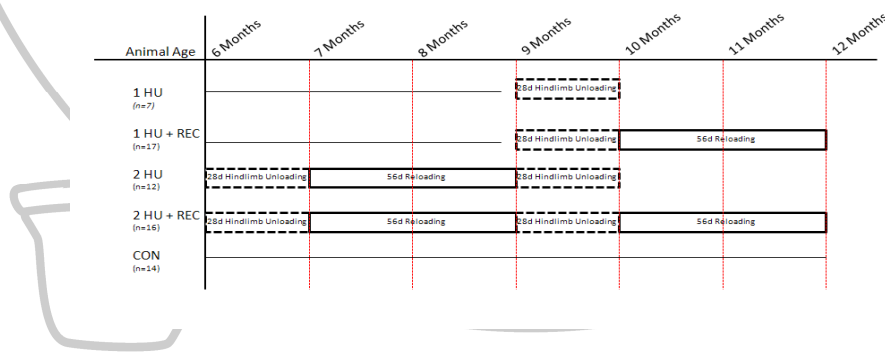 Animal Age 6 Months 7 Months 8 Months 9 Months 10 Months 11 Months 12 Months
1 HU 28d Hindlimb Unloading
(n=7)
1 HU + REC 28d Hindlimb Unloading 56d Reloading
(n=17)
2 HU 28d Hindlimb Unloading 56d Reloading 28d Hindlimb Unloading
(n=12)
2 HU + REC 28d Hindlimb Unloading 56d Reloading 28d Hindlimb Unloading 56d Reloading
(n=16)
CON
(n=14)